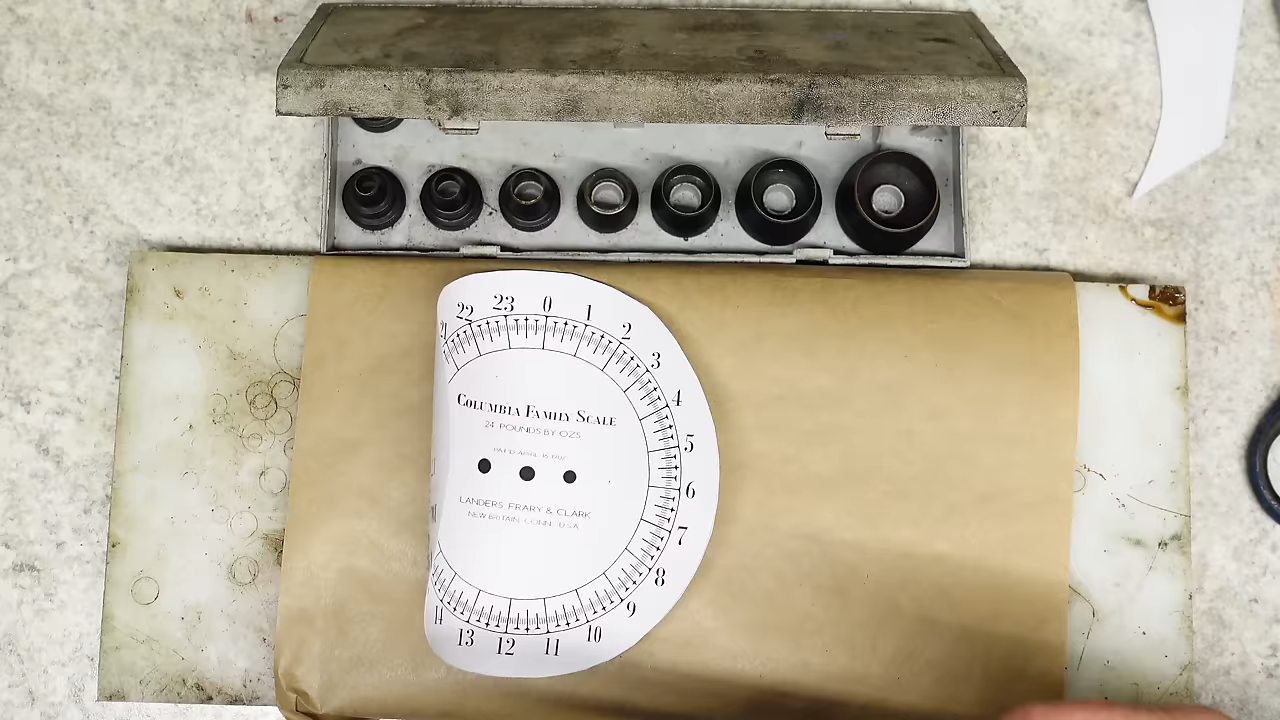 22 23 0 1 2 3 4 5 6 7 8 9 10 11 12 13 14
COLUMBIA FAMILY SCALE
24 POUNDS BY OZS
LANDERS, FRARY & CLARK
NEW BRITAIN, CONN., U.S.A.